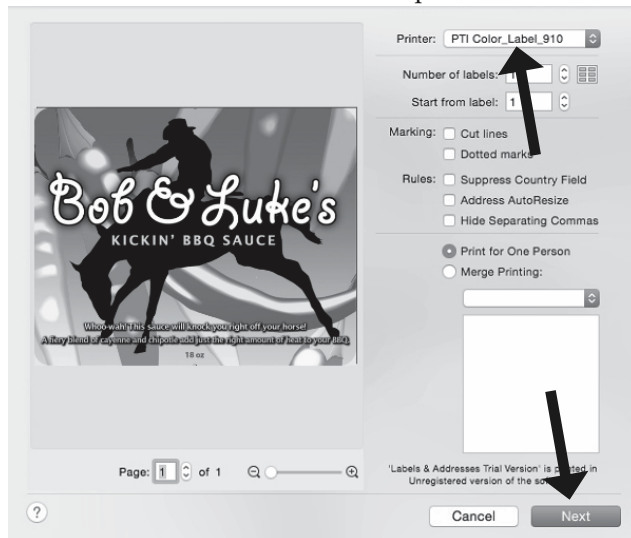 Printer: PTI Color_Label_910
Number of labels: 1
Start from label: 1
Marking: Cut lines
Dotted marks
Rules: Suppress Country Field
Address AutoResize
Hide Separating Commas
Print for One Person
Merge Printing:
Bob & Luke's
KICKIN' BBQ SAUCE
Whoo-wah! This sauce will knock you right off your horse!
A fiery blend of cayenne and chipotle add just the right amount of heat to your BBQ.
18 oz
Page: 1 of 1
'Labels & Addresses Trial Version' is printed in
Unregistered version of the
?
Cancel
Next